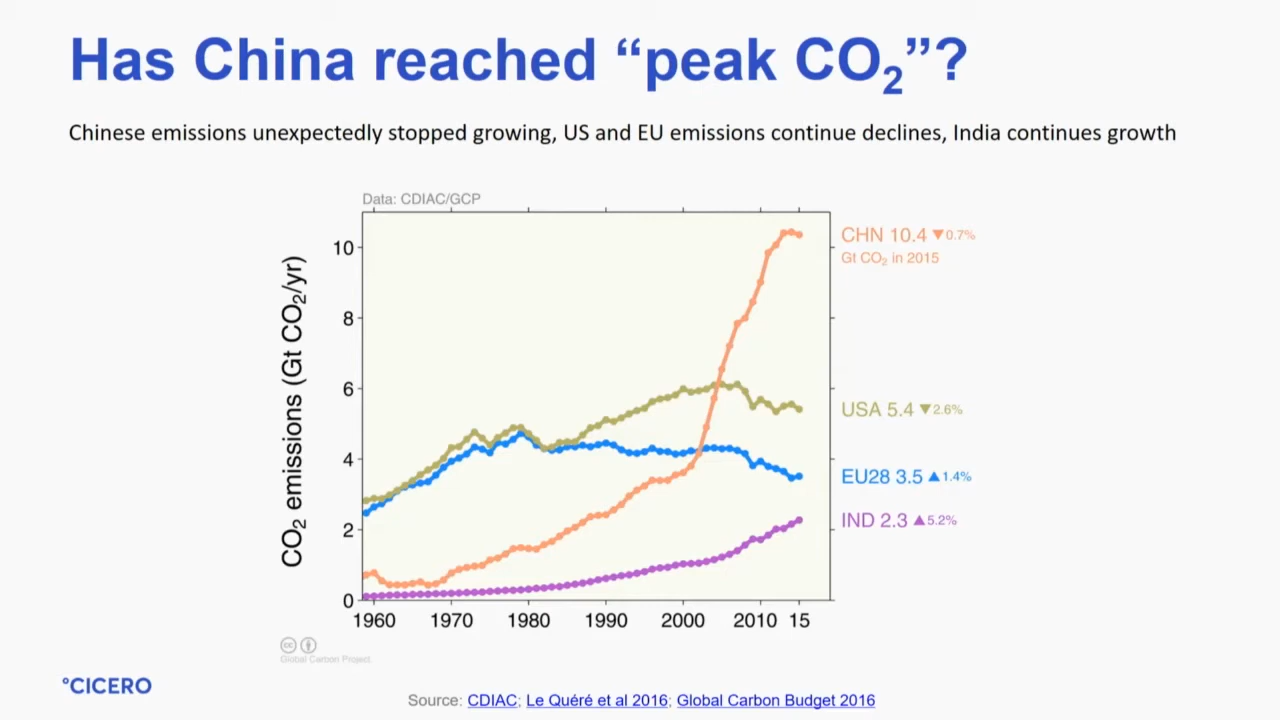 Has China reached “peak CO₂”?
Chinese emissions unexpectedly stopped growing, US and EU emissions continue declines, India continues growth
Data: CDIAC/GCP
CO₂ emissions (Gt CO₂/yr)
10
8
6
4
2
0
1960 1970 1980 1990 2000 2010 15
CHN 10.4 ▼0.7%
Gt CO₂ in 2015
USA 5.4 ▼2.6%
EU28 3.5 ▲1.4%
IND 2.3 ▲5.2%
cc
Global Carbon Project
°CICERO
Source: CDIAC; Le Quéré et al 2016; Global Carbon Budget 2016